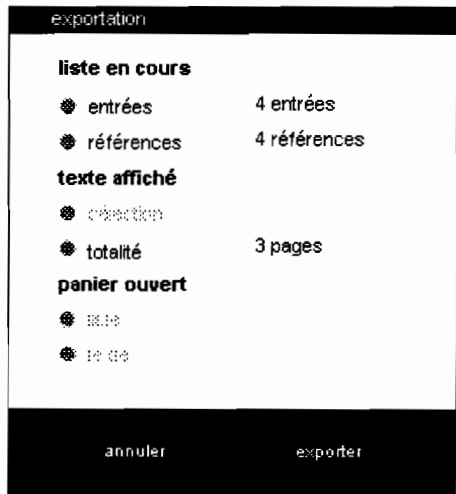 exportation
liste en cours
entrées 4 entrées
références 4 références
texte affiché
totalité 3 pages
panier ouvert
annuler exporter